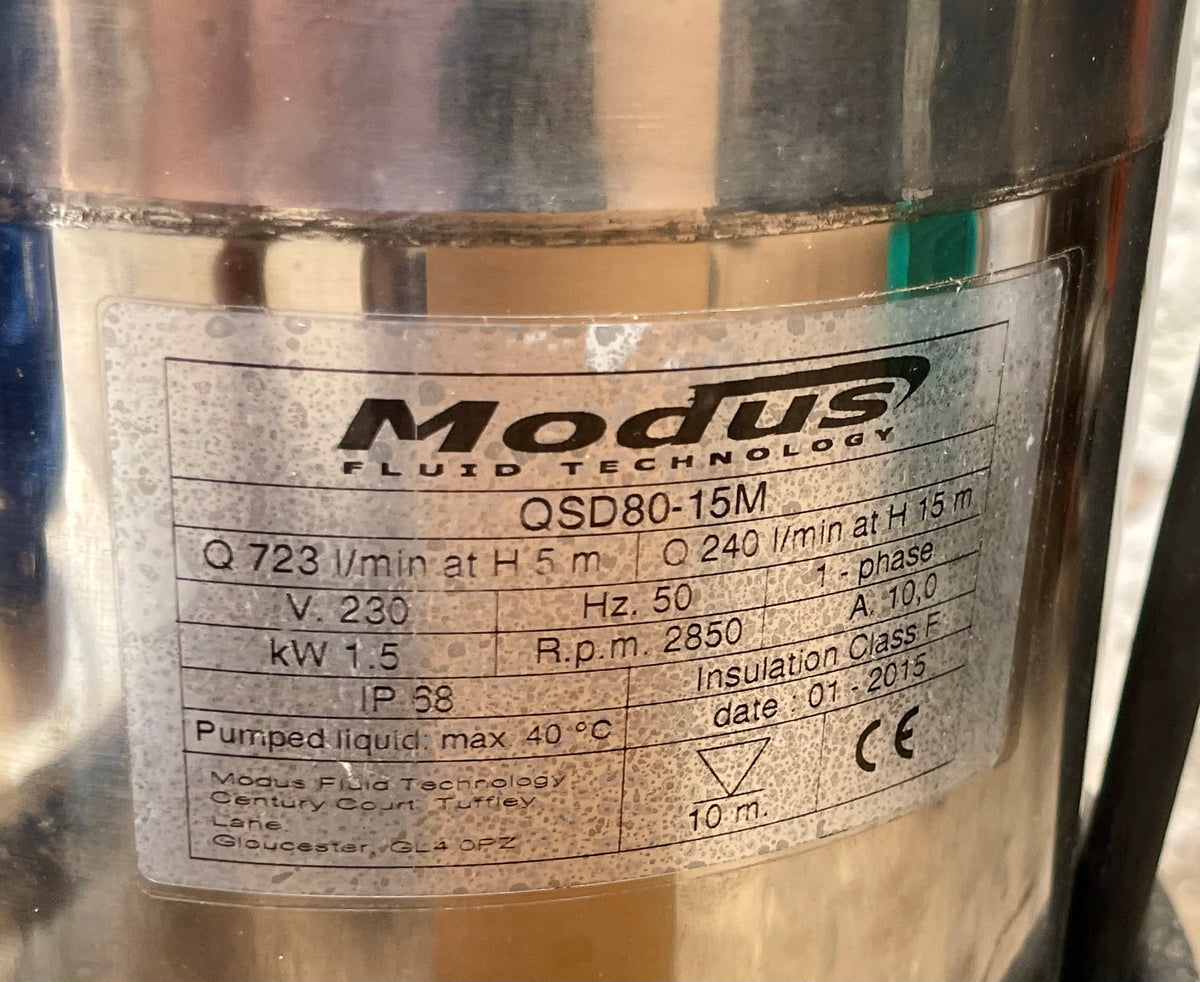 Modus
FLUID TECHNOLOGY
QSD80-15M
Q 723 l/min at H 5 m Q 240 l/min at H 15 m
V. 230 Hz. 50 1 - phase
kW 1.5 R.p.m. 2850 A. 10,0
IP 68 Insulation Class F
Pumped liquid: max 40 °C date : 01 - 2015
Modus Fluid Technology
Century Court, Tuffley
Lane
Gloucester, GL4 0PZ
10 m.
CE